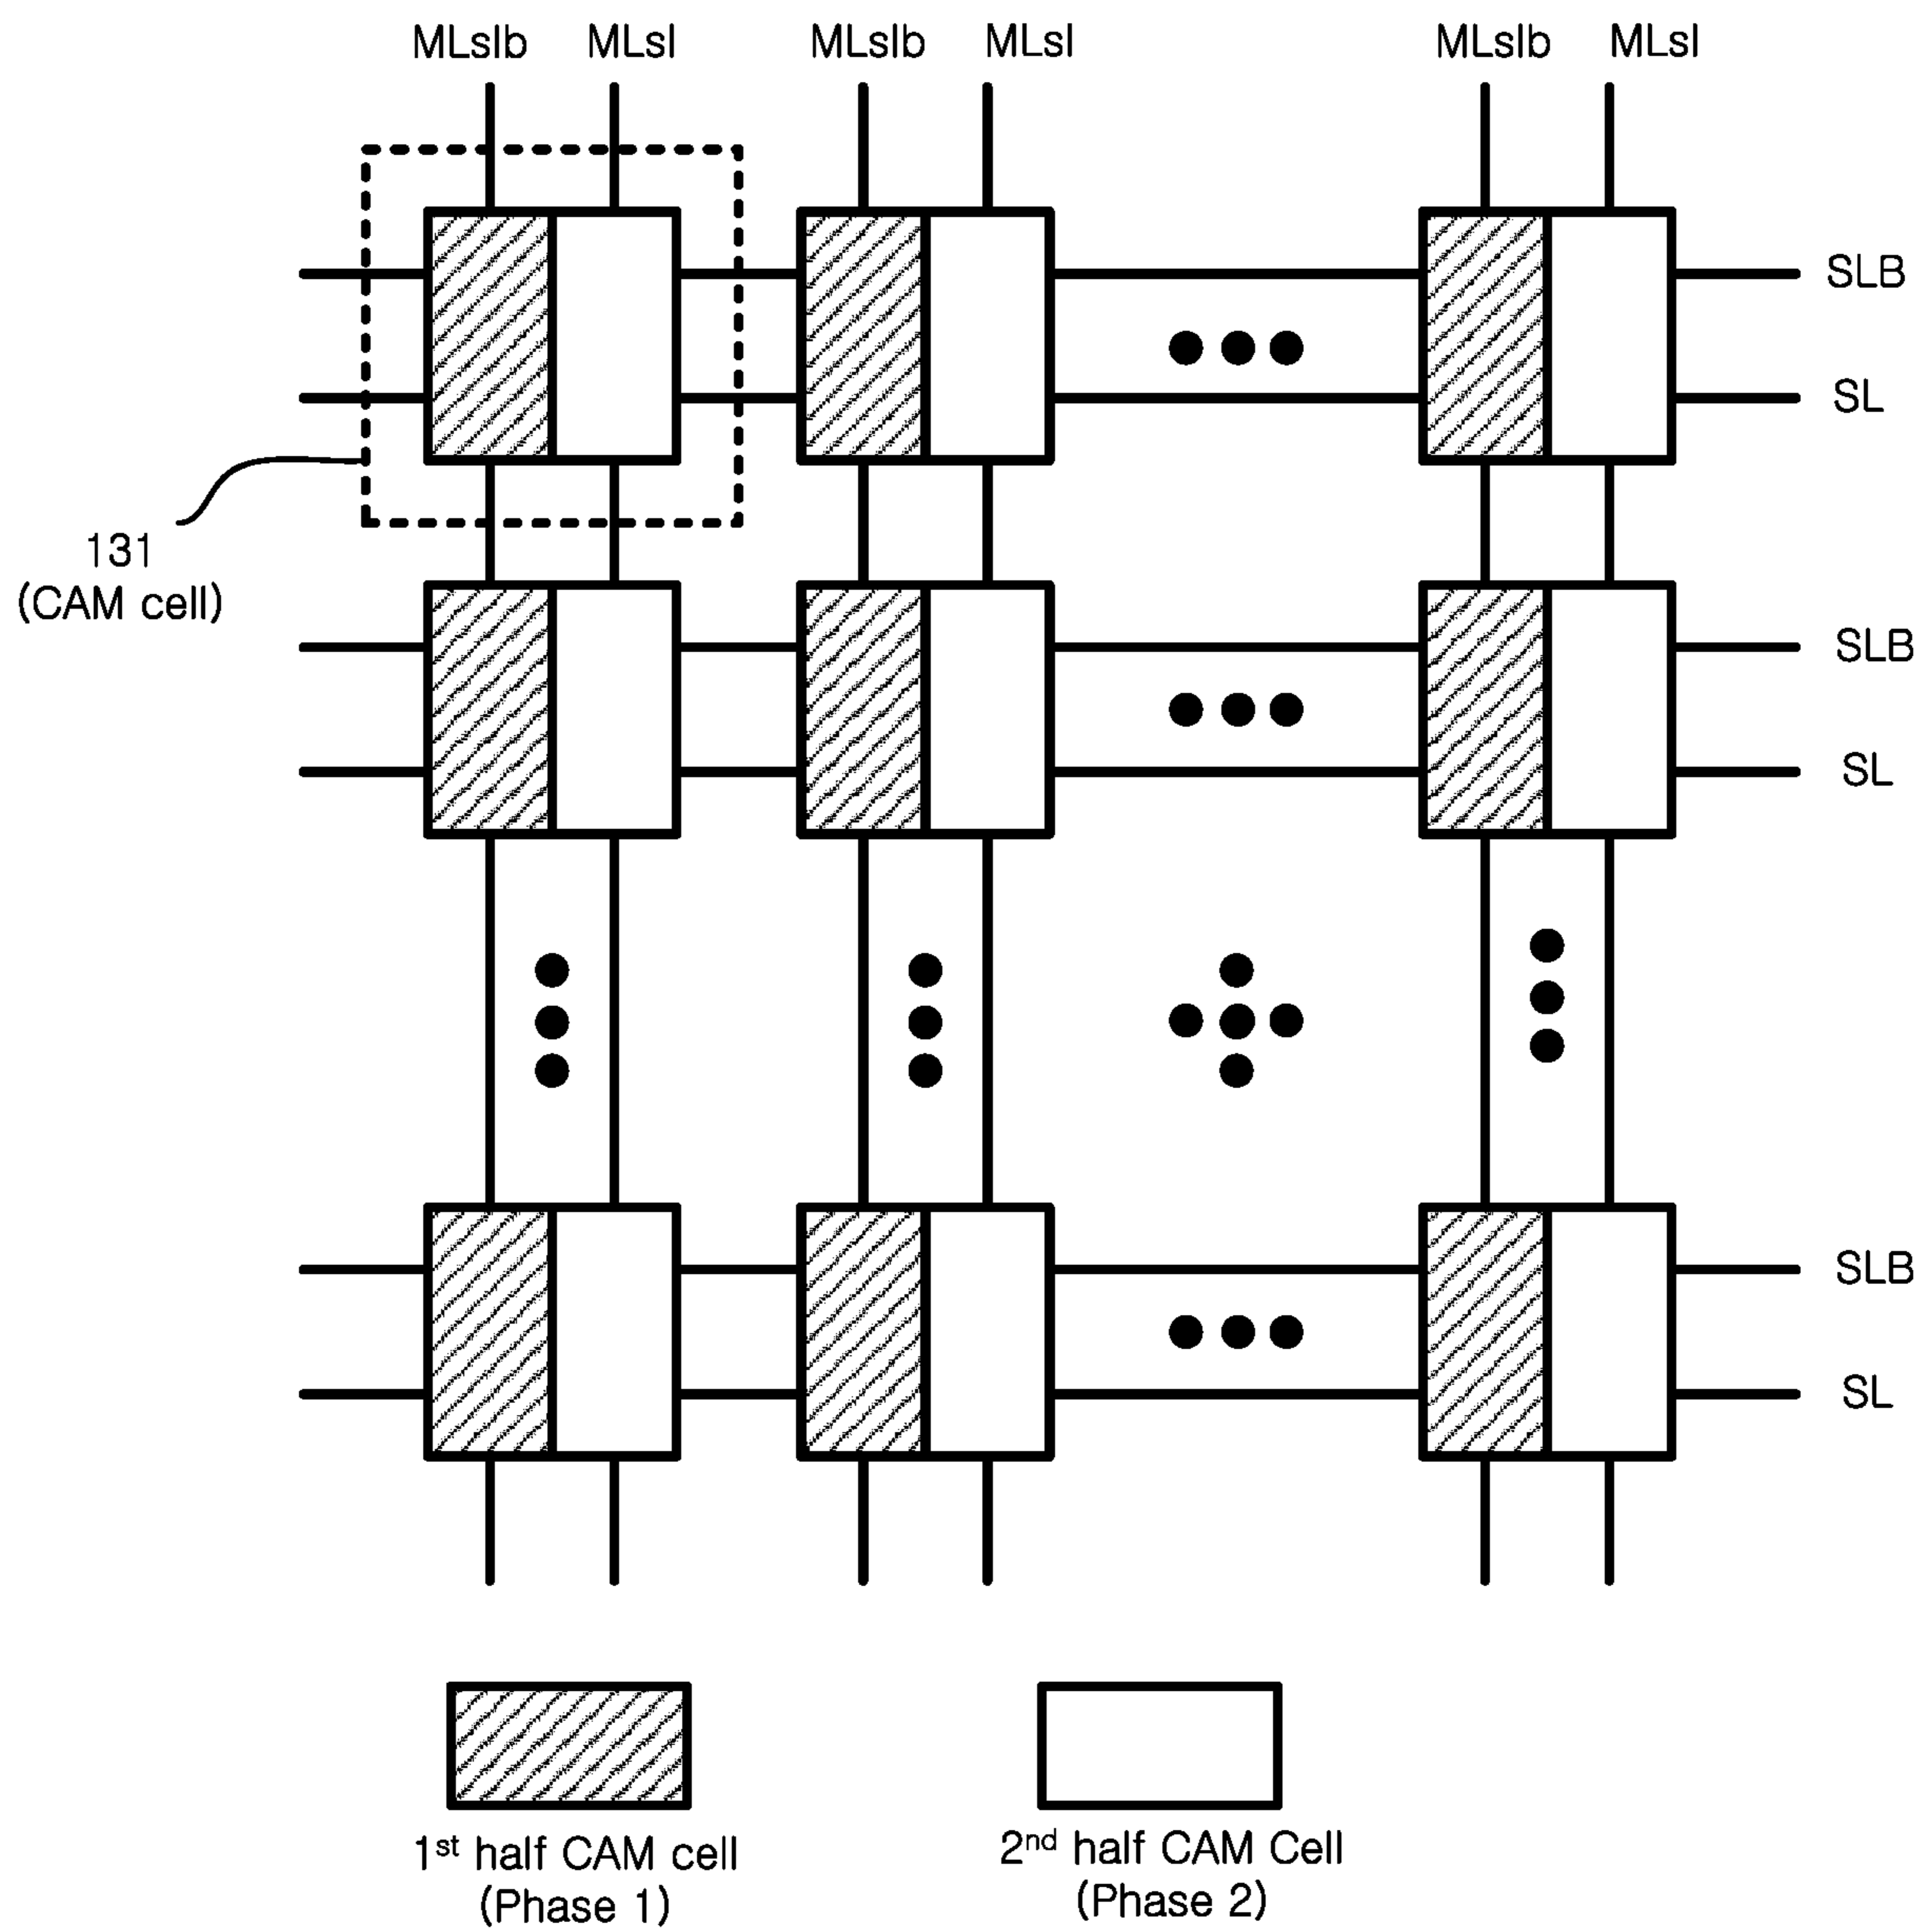 MLslb MLsl MLslb MLsl MLslb MLsl
SLB
SL
131
(CAM cell)
SLB
SL
SLB
SL
1st half CAM cell
(Phase 1)
2nd half CAM Cell
(Phase 2)